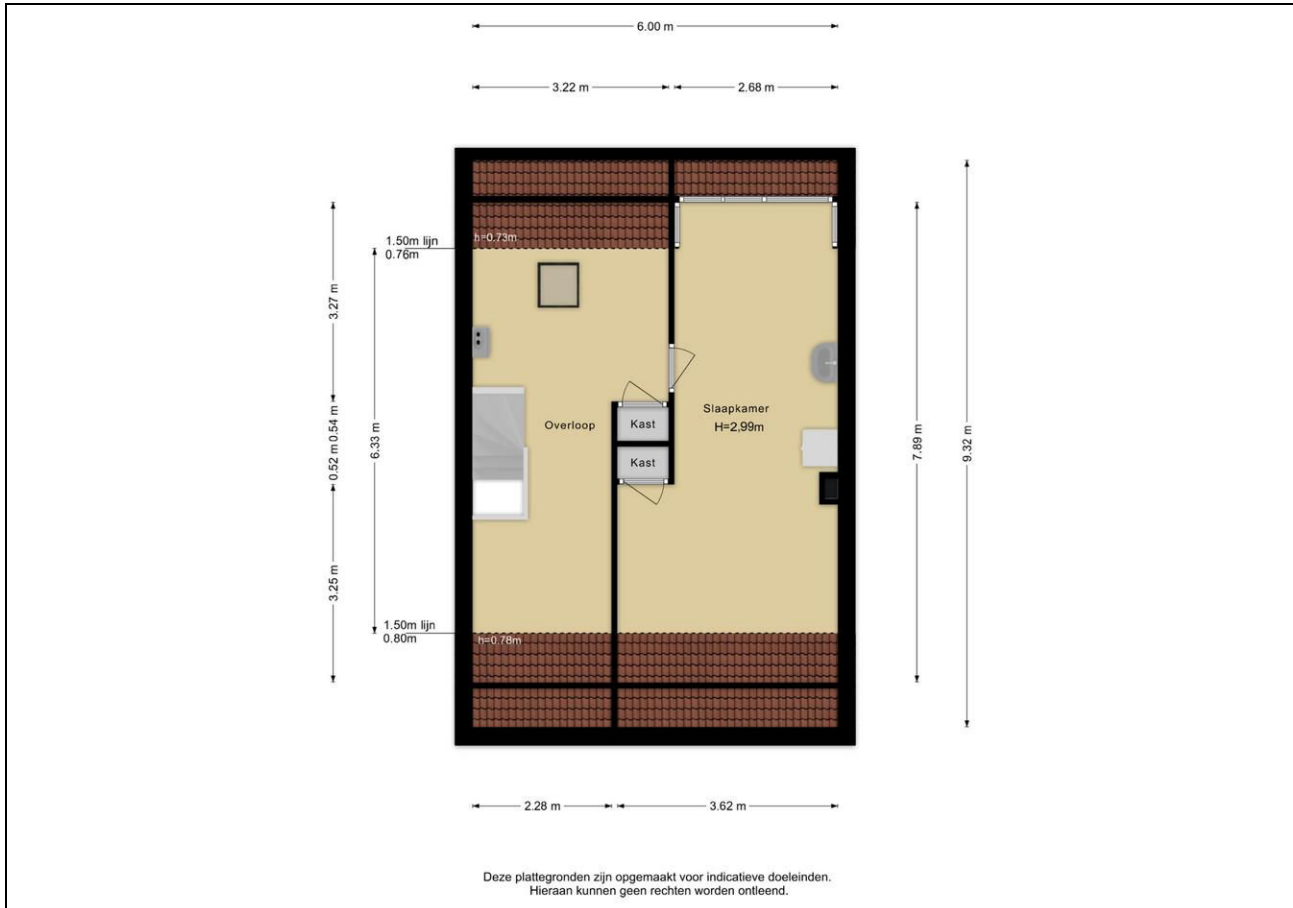 6.00 m
3.22 m
2.68 m
1.50m lijn
0.76m
h=0.73m
3.27 m
0.54 m
0.52 m
3.25 m
6.33 m
Overloop
Kast
Kast
Slaapkamer
H=2,99m
7.89 m
9.32 m
1.50m lijn
0.80m
h=0.78m
2.28 m
3.62 m
Deze plattegronden zijn opgemaakt voor indicatieve doeleinden.
Hieraan kunnen geen rechten worden ontleend.